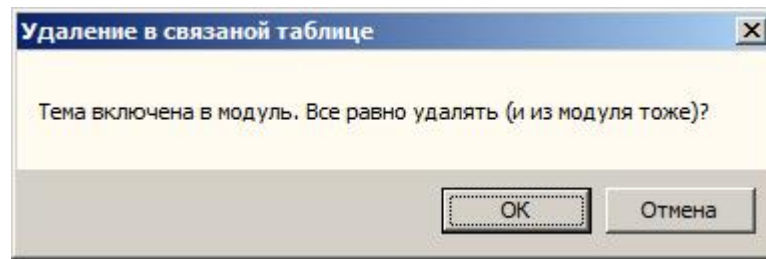 Удаление в связаной таблице
Тема включена в модуль. Все равно удалять (и из модуля тоже)?
OK
Отмена